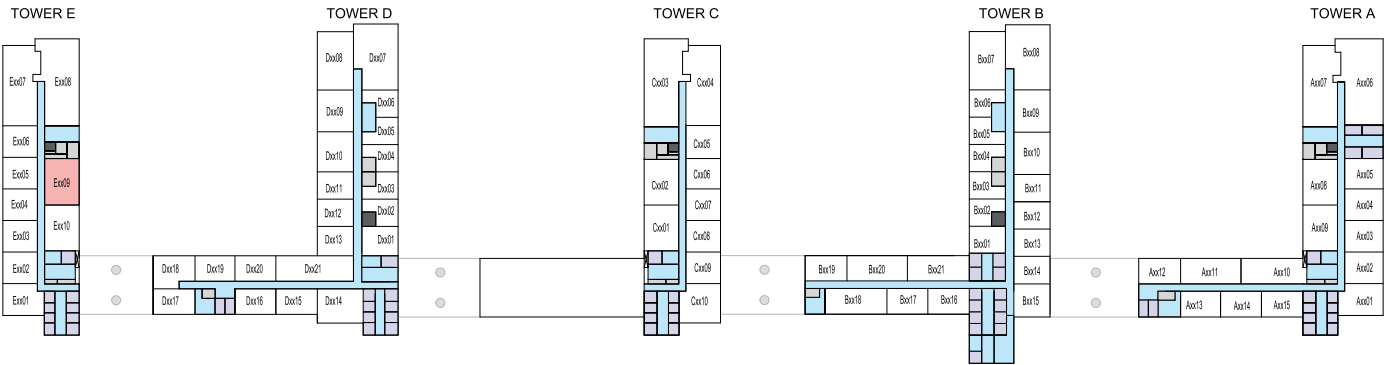 TOWER E
TOWER D
TOWER C
TOWER B
TOWER A
Exx07
Exx08
Exx06
Exx05
Exx09
Exx04
Exx03
Exx10
Exx02
Exx01
Dxx08
Dxx07
Dxx09
Dxx06
Dxx05
Dxx10
Dxx04
Dxx11
Dxx03
Dxx12
Dxx02
Dxx13
Dxx01
Dxx18
Dxx19
Dxx20
Dxx21
Dxx17
Dxx16
Dxx15
Dxx14
Cxx03
Cxx04
Cxx05
Cxx06
Cxx02
Cxx07
Cxx01
Cxx08
Cxx09
Cxx10
Bxx07
Bxx08
Bxx06
Bxx09
Bxx05
Bxx04
Bxx10
Bxx03
Bxx11
Bxx02
Bxx12
Bxx01
Bxx13
Bxx19
Bxx20
Bxx21
Bxx14
Bxx18
Bxx17
Bxx16
Bxx15
Axx07
Axx06
Axx05
Axx08
Axx04
Axx09
Axx03
Axx12
Axx11
Axx10
Axx02
Axx13
Axx14
Axx15
Axx01